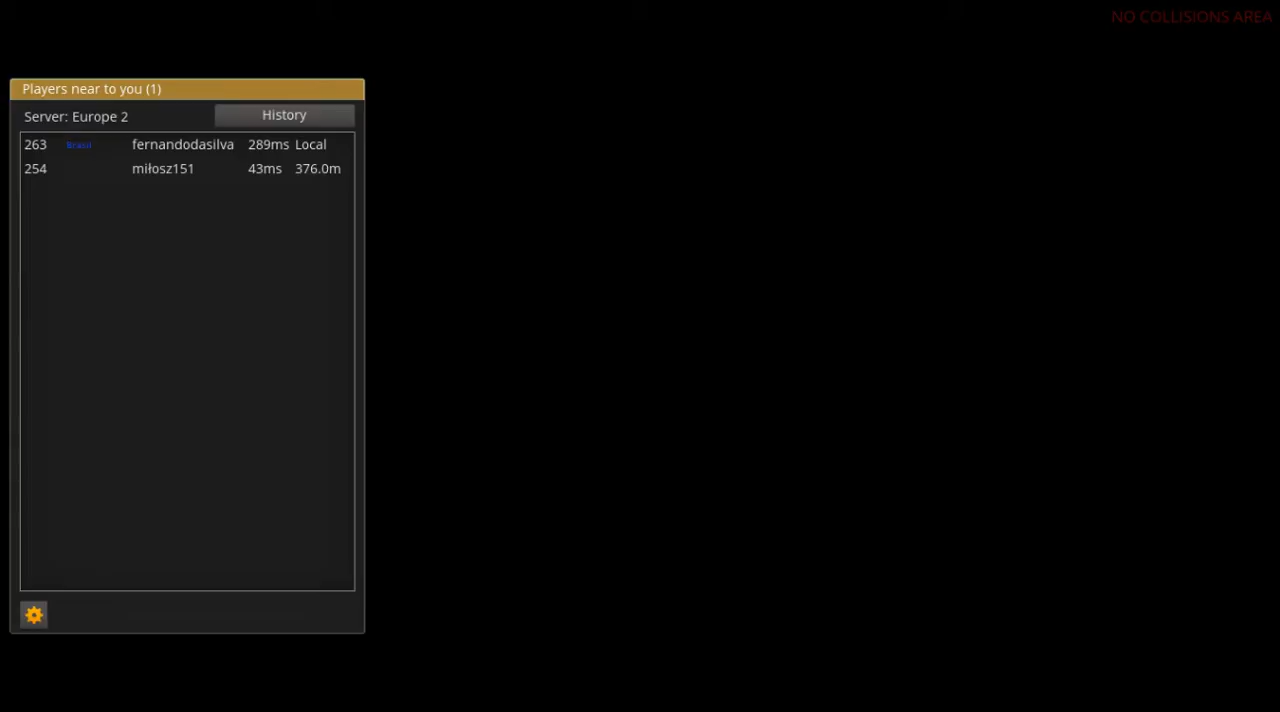 NO COLLISIONS AREA
Players near to you (1)
Server: Europe 2 History
263 Brasil fernandodasilva 289ms Local
254 miłosz151 43ms 376.0m